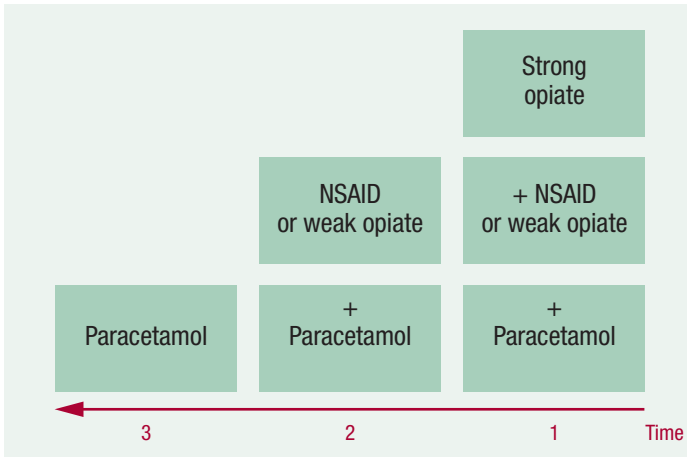 Strong
opiate
NSAID
or weak opiate
+ NSAID
or weak opiate
Paracetamol
+
Paracetamol
+
Paracetamol
3
2
1
Time